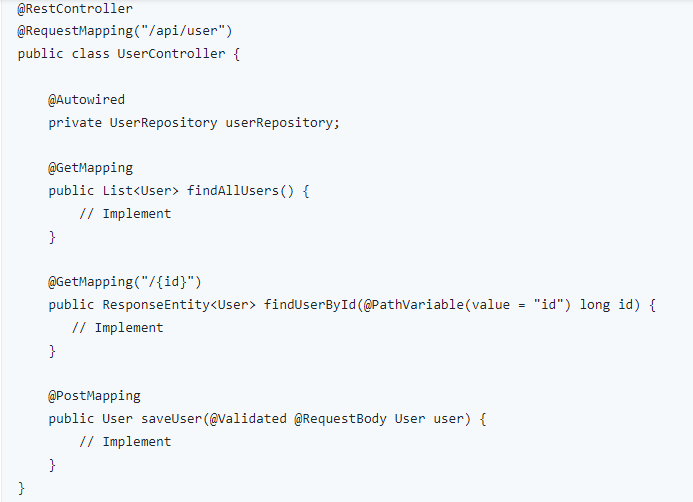 @RestController
@RequestMapping("/api/user")
public class UserController {

    @Autowired
    private UserRepository userRepository;

    @GetMapping
    public List<User> findAllUsers() {
        // Implement
    }

    @GetMapping("/{id}")
    public ResponseEntity<User> findUserById(@PathVariable(value = "id") long id) {
       // Implement
    }

    @PostMapping
    public User saveUser(@Validated @RequestBody User user) {
        // Implement
    }
}